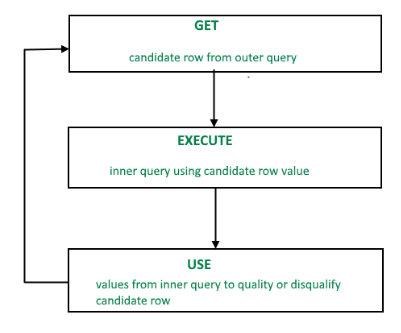 GET
candidate row from outer query
EXECUTE
inner query using candidate row value
USE
values from inner query to quality or disqualify
candidate row